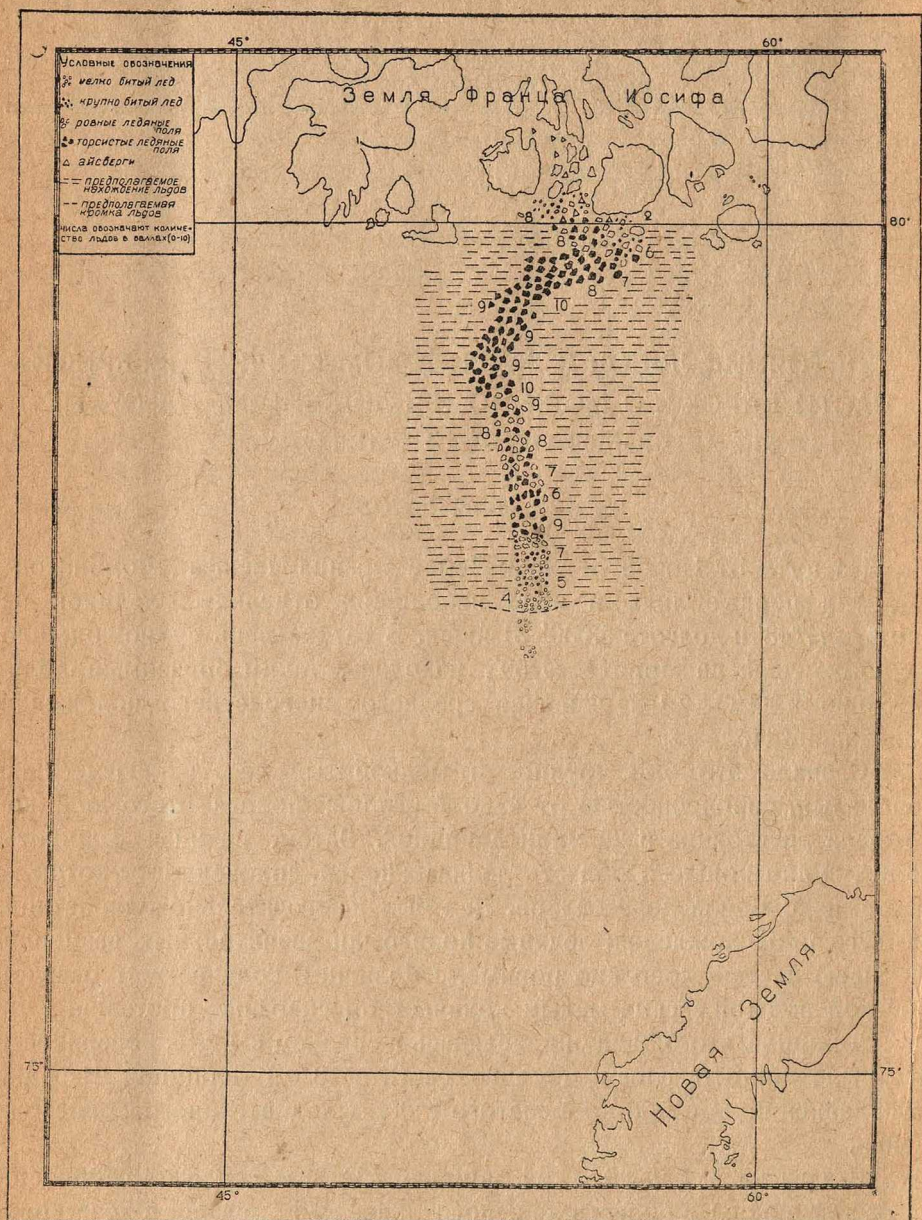 45°
60°
Условные обозначения
мелко битый лед
крупно битый лед
ровные ледяные
поля
торсистые ледяные
поля
айсберги
предполагаемое
нахождение льдов
предполагаемая
кромка льдов
числа обозначают количе-
ство льдов в баллах (0-10)
Земля Франца Иосифа
80°
8
2
8
6
7
8
9
10
9
9
10
9
8
8
7
6
9
7
5
4
75°
75°
Новая Земля
45°
60°